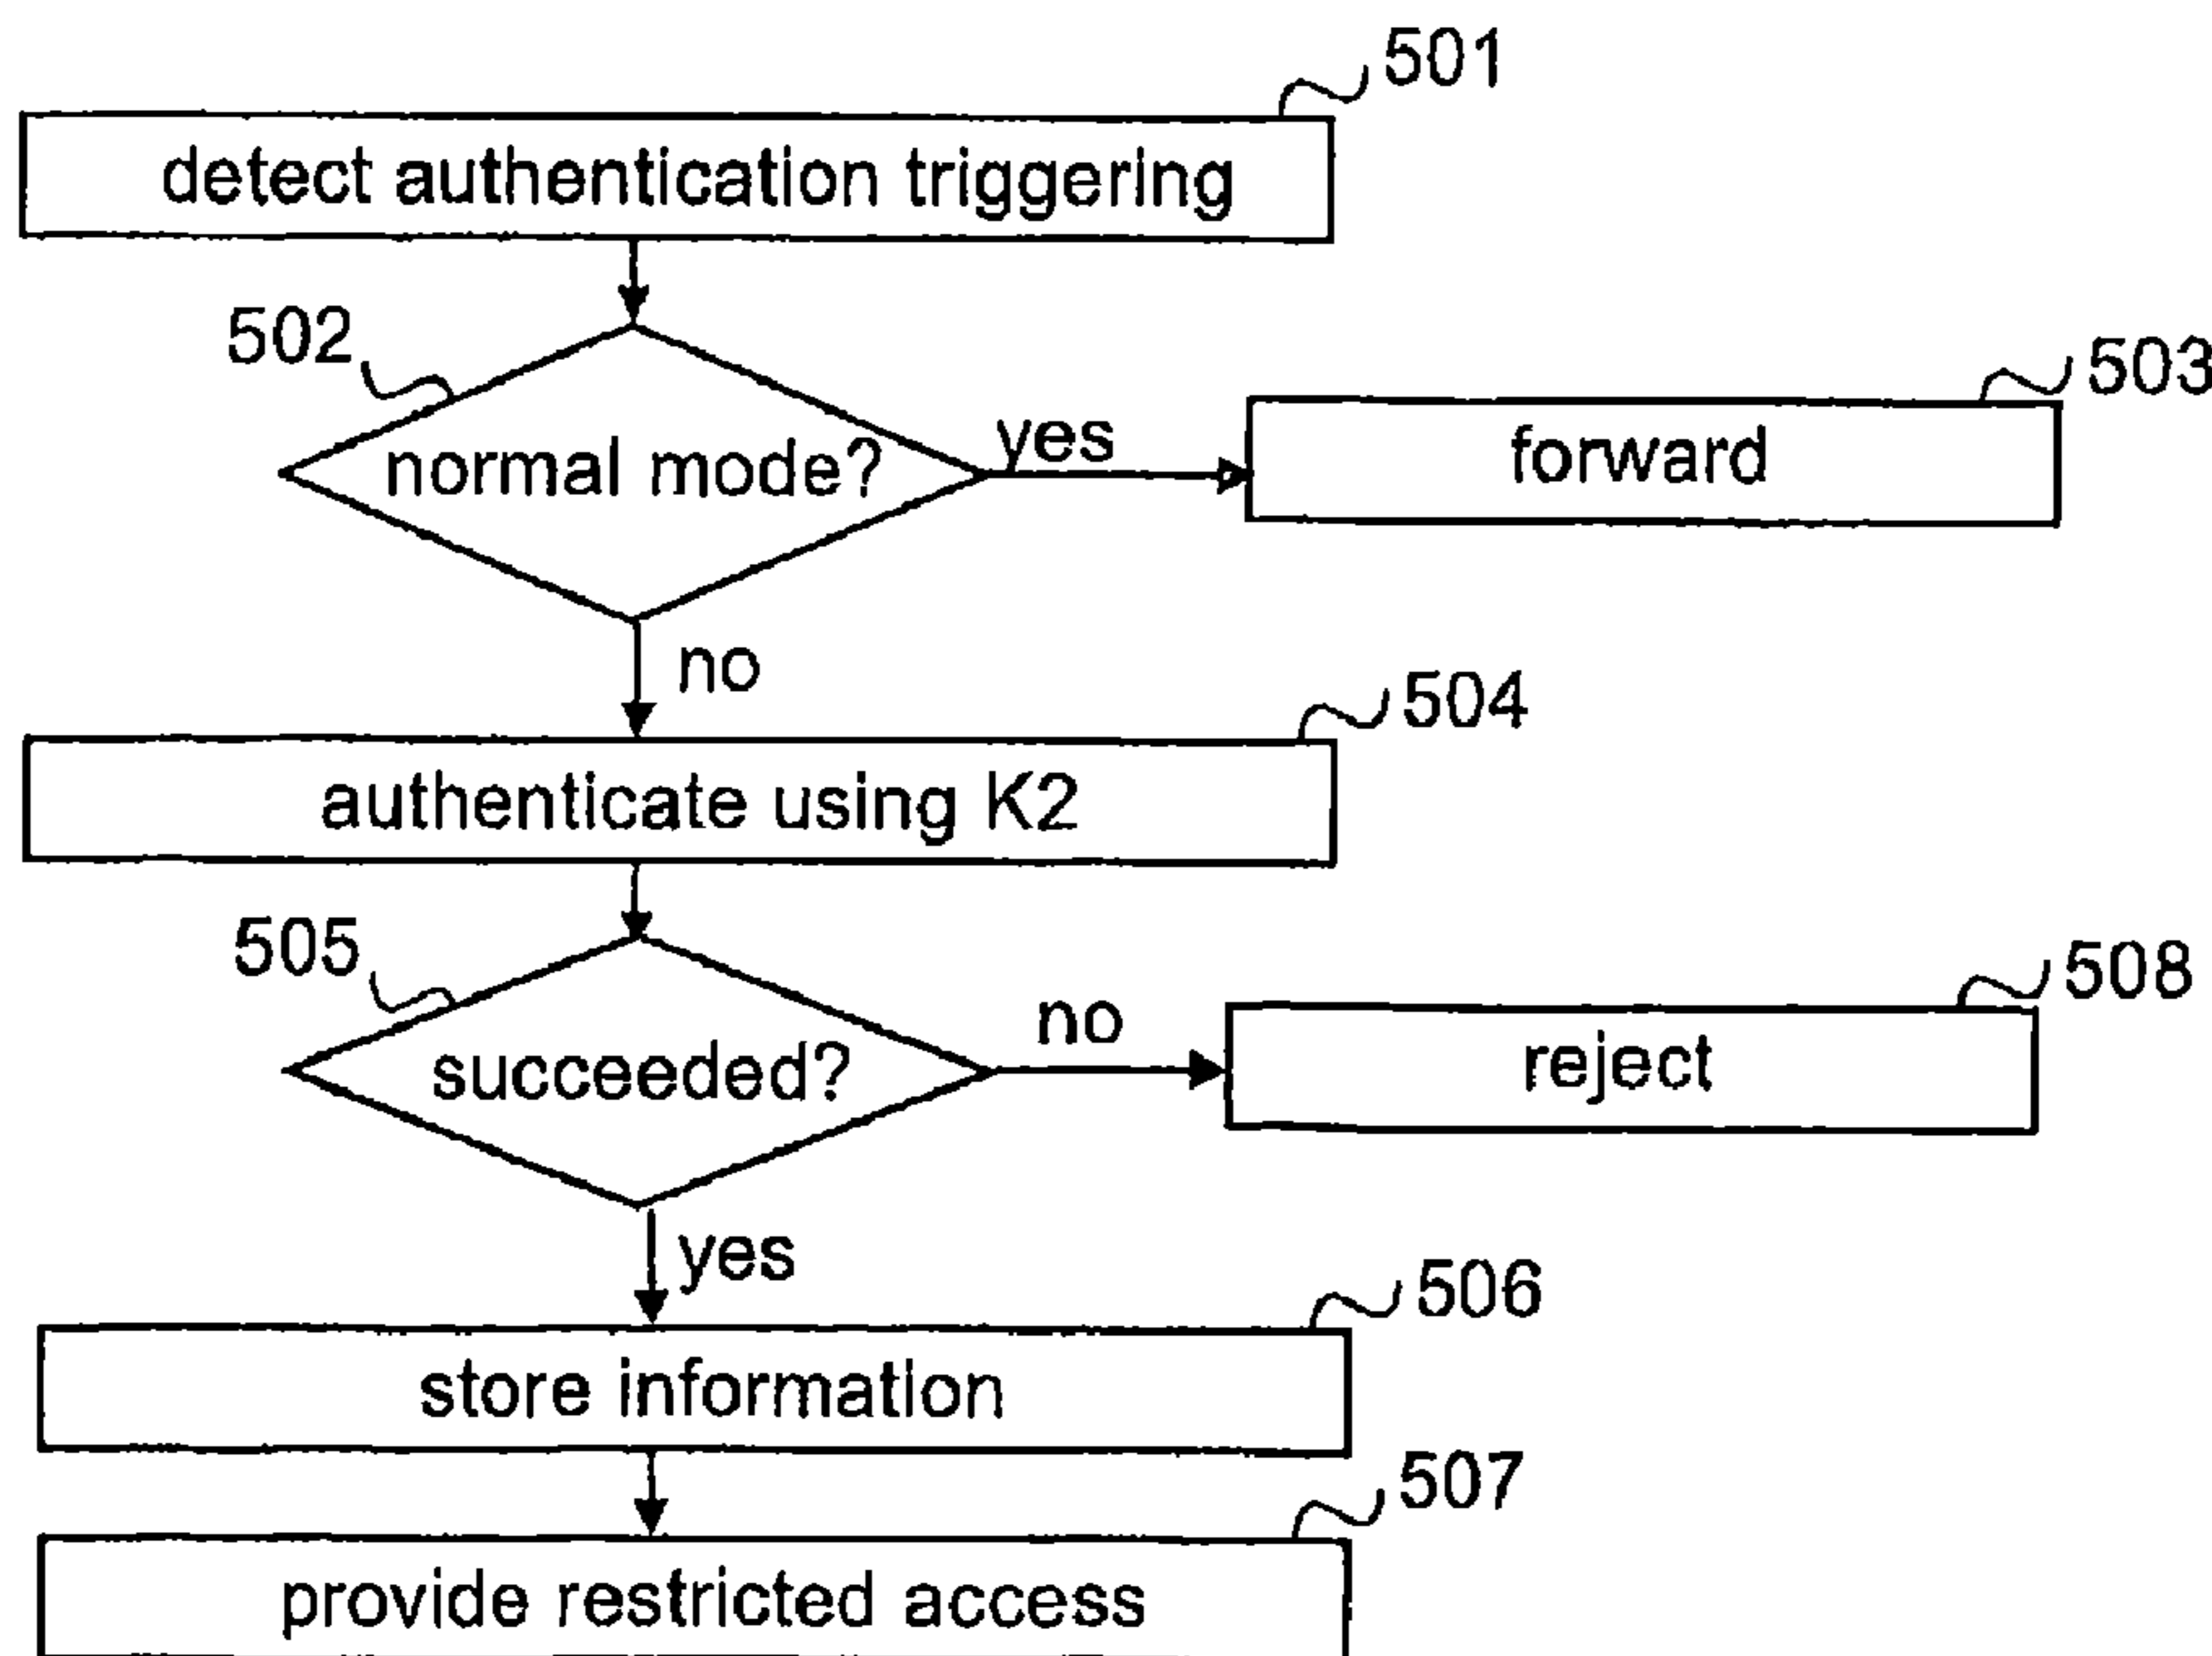 501
detect authentication triggering
502
normal mode?
yes
503
forward
no
504
authenticate using K2
505
succeeded?
no
508
reject
yes
506
store information
507
provide restricted access